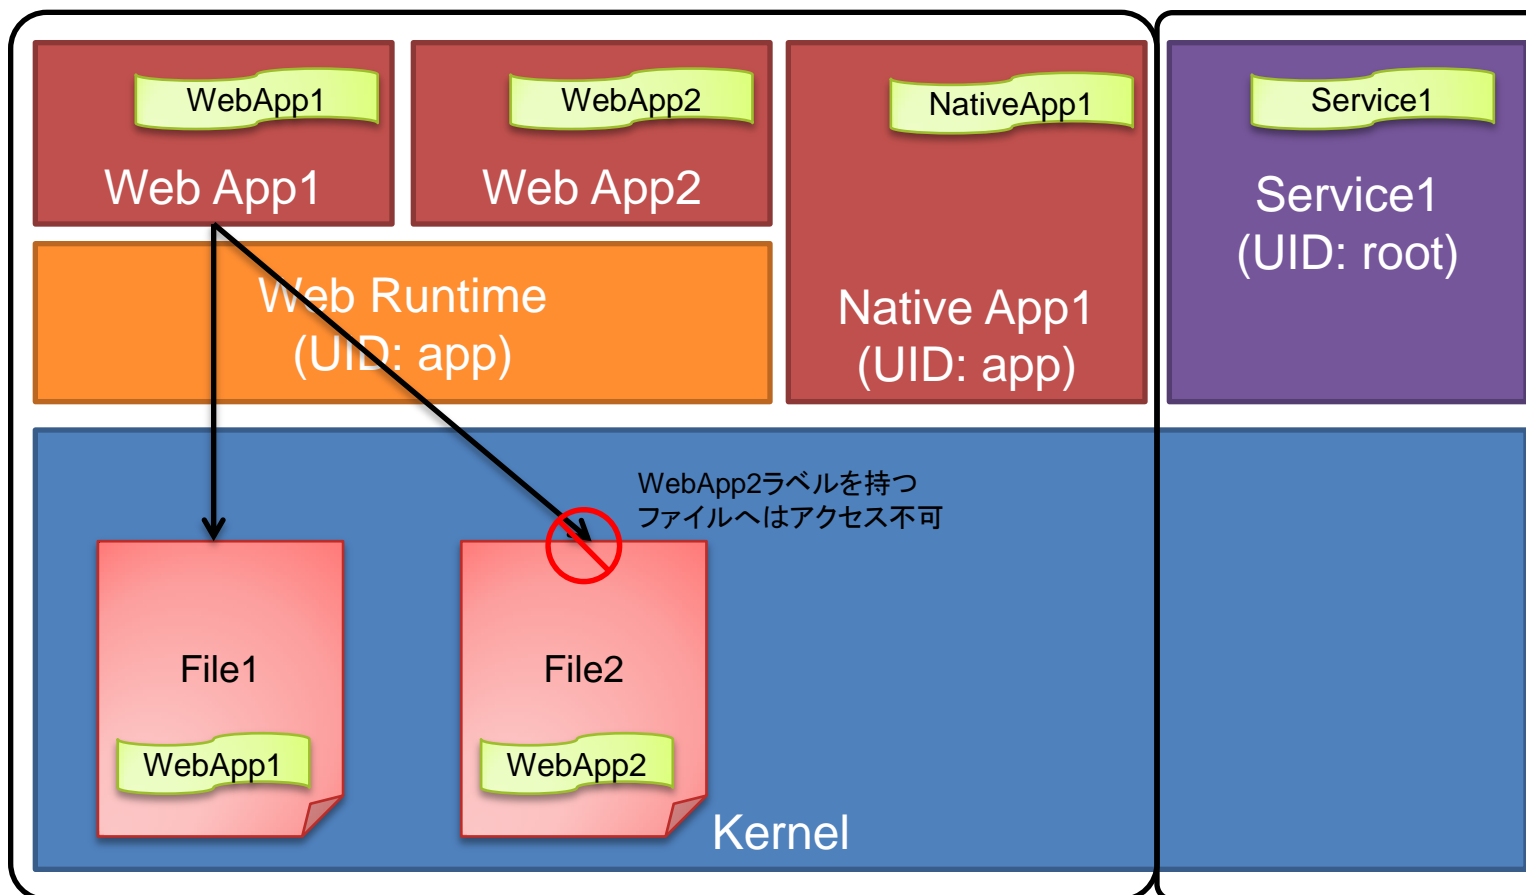 WebApp1
WebApp2
NativeApp1
Service1
Web App1
Web App2
Service1
(UID: root)
Web Runtime
(UID: app)
Native App1
(UID: app)
WebApp2ラベルを持つ
ファイルへはアクセス不可
File1
File2
WebApp1
WebApp2
Kernel